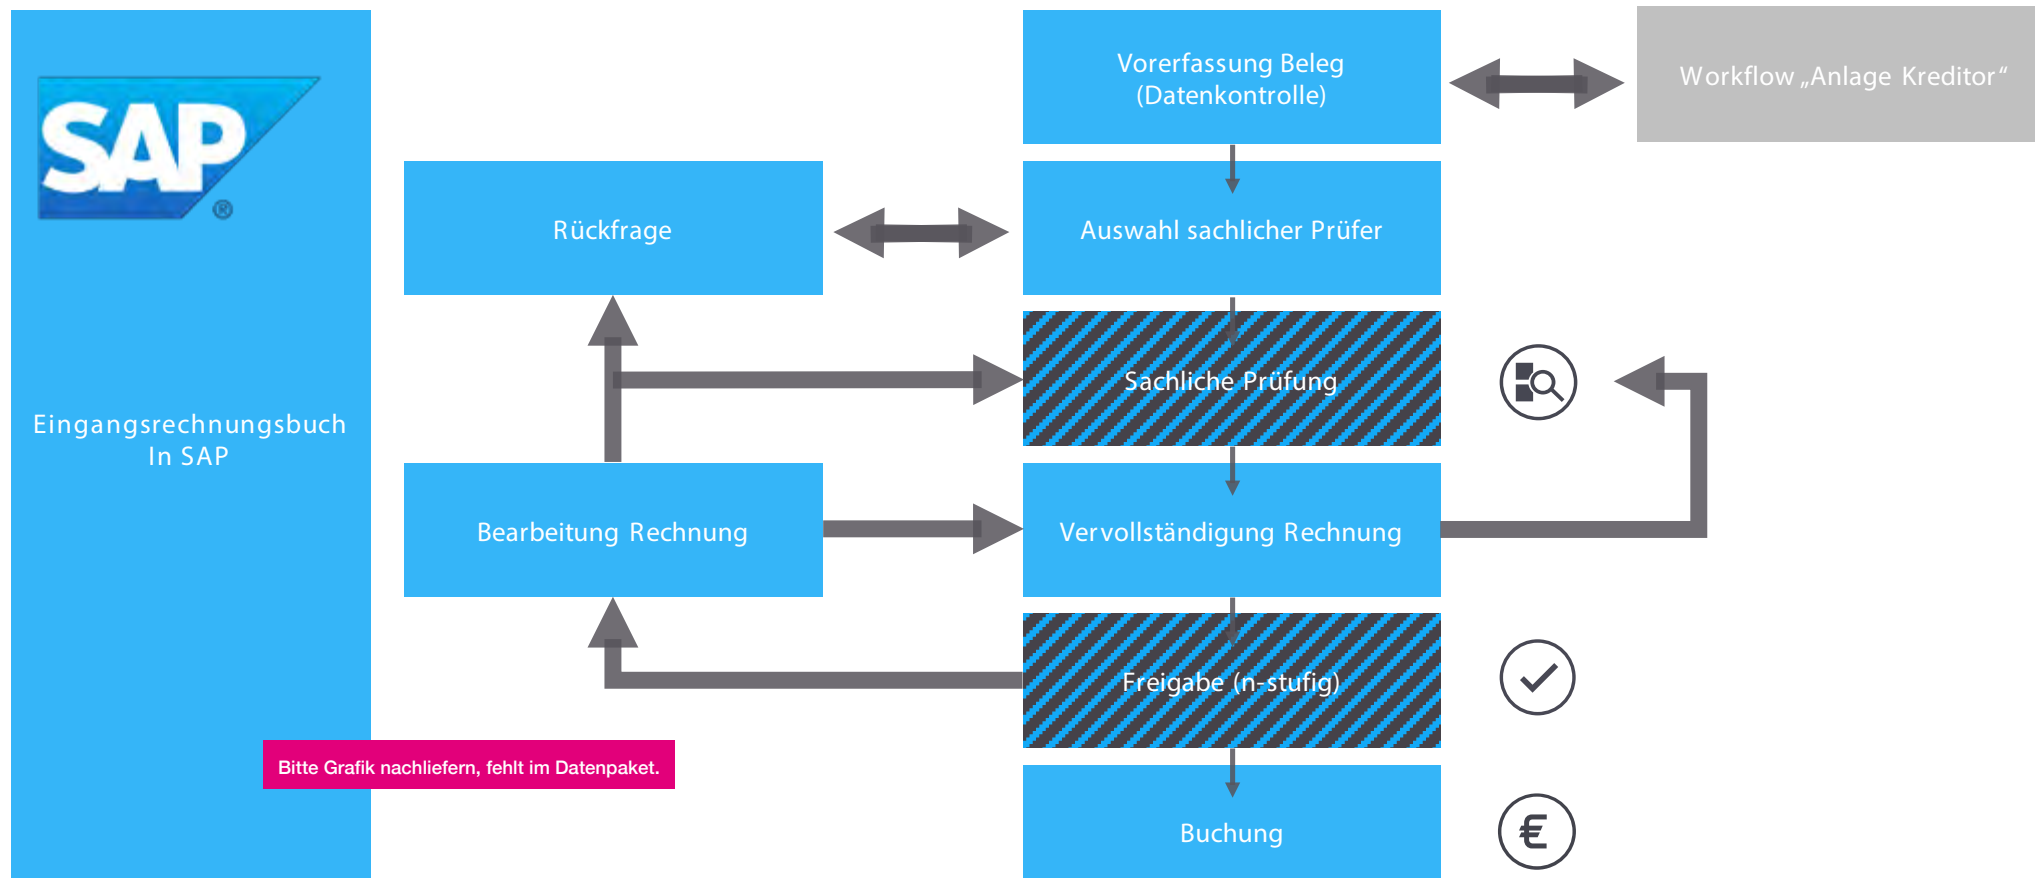 SAP
®
Eingangsrechnungsbuch
In SAP
Vorerfassung Beleg
(Datenkontrolle)
Workflow „Anlage Kreditor“
Rückfrage
Auswahl sachlicher Prüfer
Sachliche Prüfung
Bearbeitung Rechnung
Vervollständigung Rechnung
Freigabe (n-stufig)
Bitte Grafik nachliefern, fehlt im Datenpaket.
Buchung
€